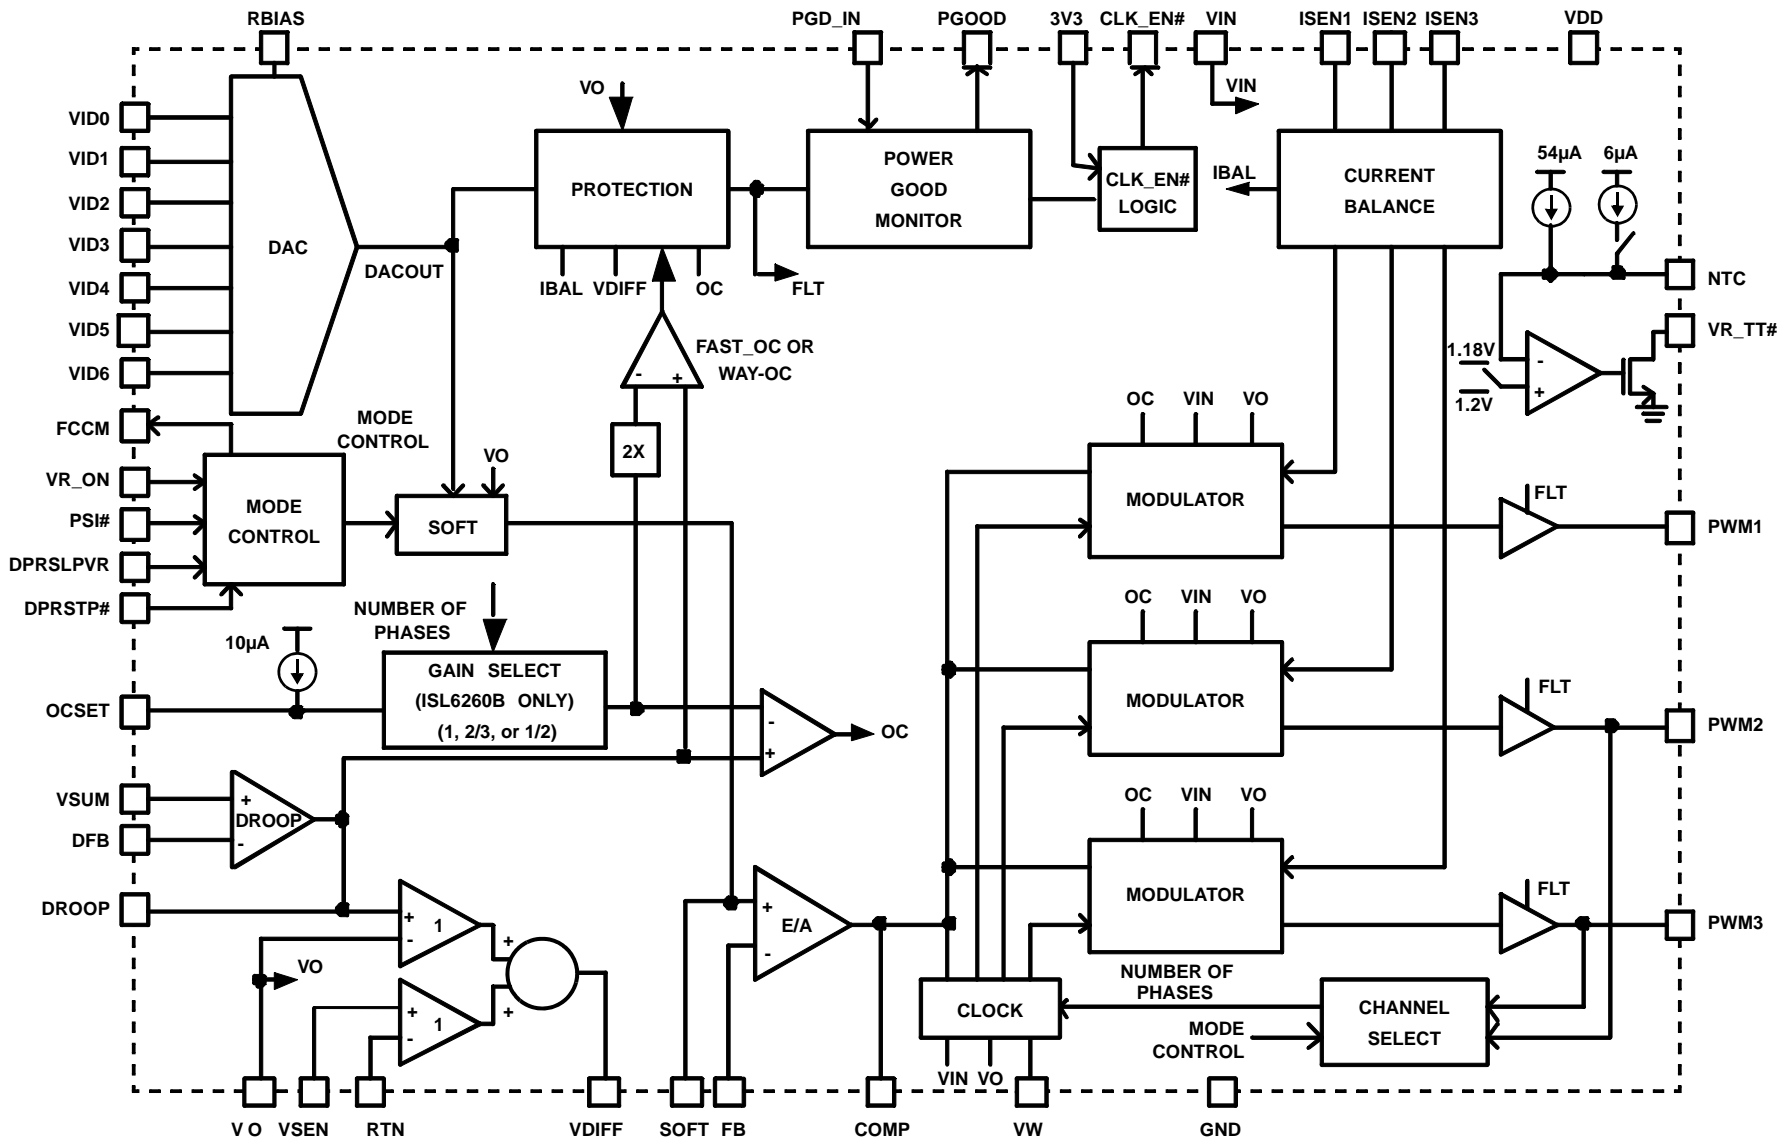 RBIAS
PGD_IN
PGOOD
3V3
CLK_EN#
VIN
ISEN1
ISEN2
ISEN3
VDD
VID0
VID1
VID2
VID3
VID4
VID5
VID6
DAC
DACOUT
VO
PROTECTION
IBAL
VDIFF
OC
FLT
POWER
GOOD
MONITOR
CLK_EN#
LOGIC
VIN
IBAL
CURRENT
BALANCE
54µA
6µA
NTC
VR_TT#
1.18V
1.2V
-
+
FAST_OC OR
WAY-OC
-
+
2X
FCCM
VR_ON
PSI#
DPRSLPVR
DPRSTP#
MODE
CONTROL
MODE
CONTROL
VO
SOFT
NUMBER OF
PHASES
10µA
OCSET
GAIN SELECT
(ISL6260B ONLY)
(1, 2/3, or 1/2)
-
+
OC
VSUM
DFB
DROOP
+
DROOP
-
+
-
1
VO
+
-
1
+
+
+
E/A
-
OC
VIN
VO
MODULATOR
FLT
PWM1
OC
VIN
VO
MODULATOR
FLT
PWM2
OC
VIN
VO
MODULATOR
FLT
PWM3
CLOCK
NUMBER OF
PHASES
MODE
CONTROL
CHANNEL
SELECT
VIN
VO
V O
VSEN
RTN
VDIFF
SOFT
FB
COMP
VW
GND